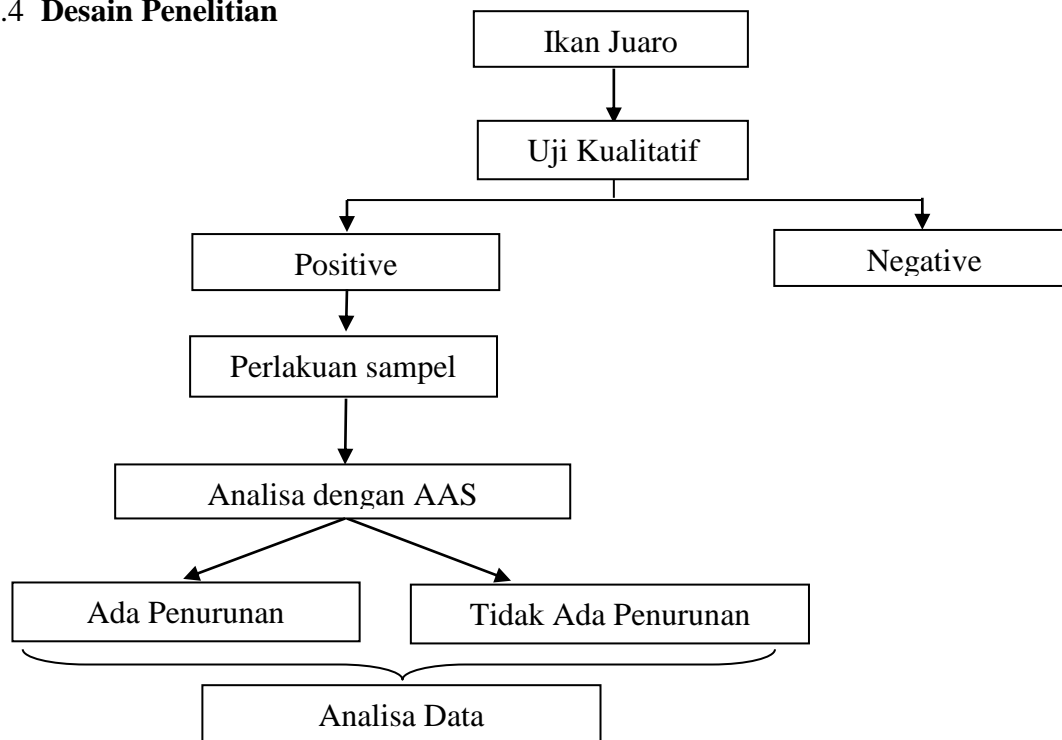 .4 Desain Penelitian
Ikan Juaro
Uji Kualitatif
Positive
Negative
Perlakuan sampel
Analisa dengan AAS
Ada Penurunan
Tidak Ada Penurunan
Analisa Data